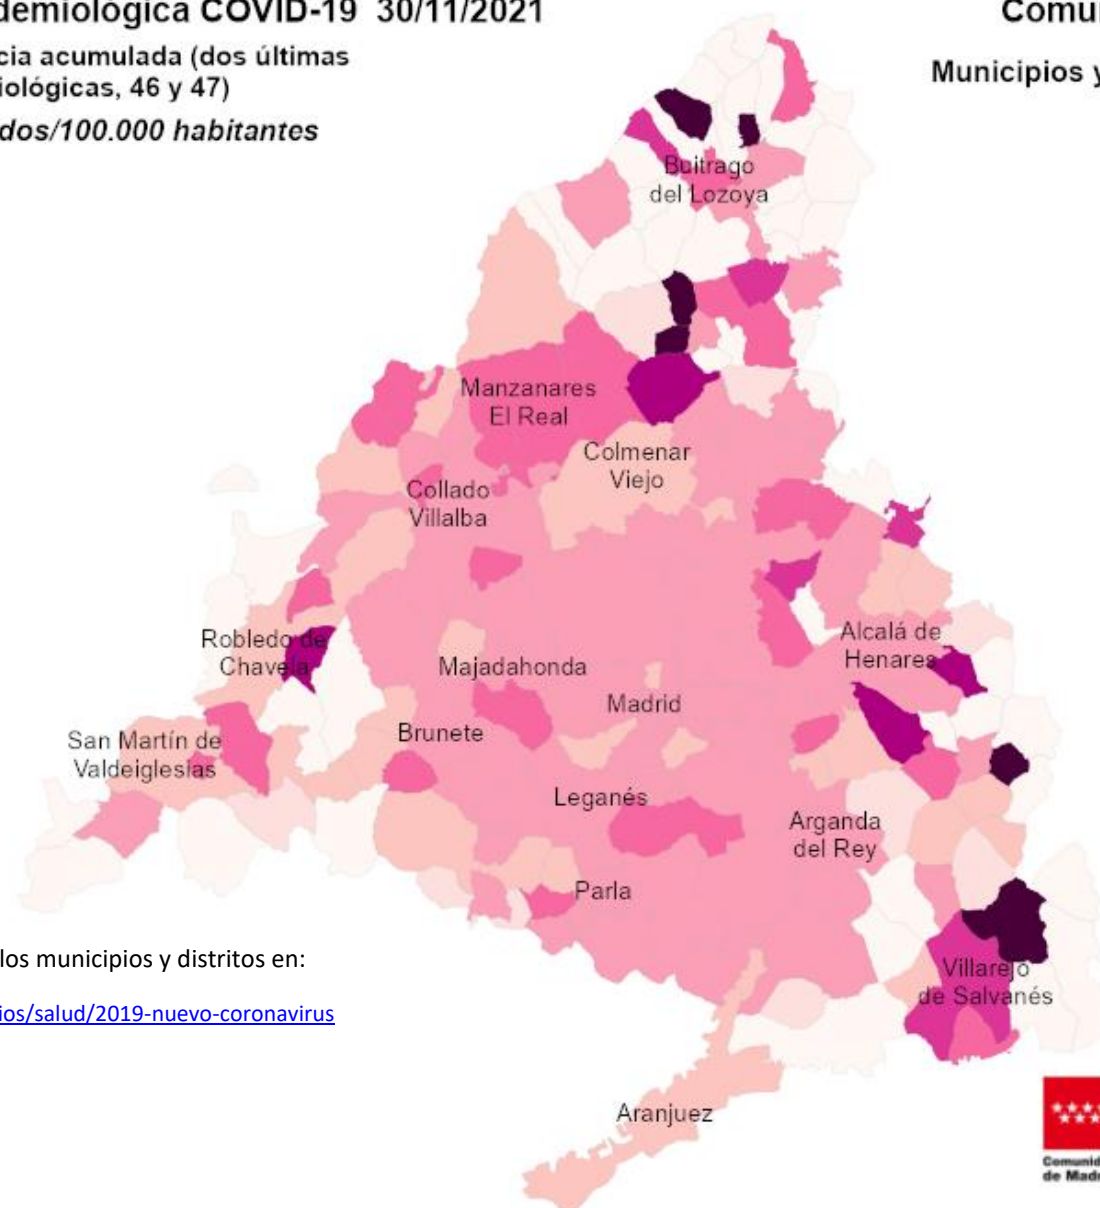 demiológica COVID-19 30/11/2021
Comu
cia acumulada (dos últimas
iológicas, 46 y 47)
Municipios y
dos/100.000 habitantes
Buitrago
del Lozoya
Manzanares
El Real
Colmenar
Viejo
Collado
Villalba
Robledo de
Chavela
Majadahonda
Alcalá de
Henares
Madrid
San Martín de
Valdeiglesias
Brunete
Leganés
Arganda
del Rey
Parla
los municipios y distritos en:
Villarejo
de Salvanés
ios/salud/2019-nuevo-coronavirus
Aranjuez
Comunid
de Madr